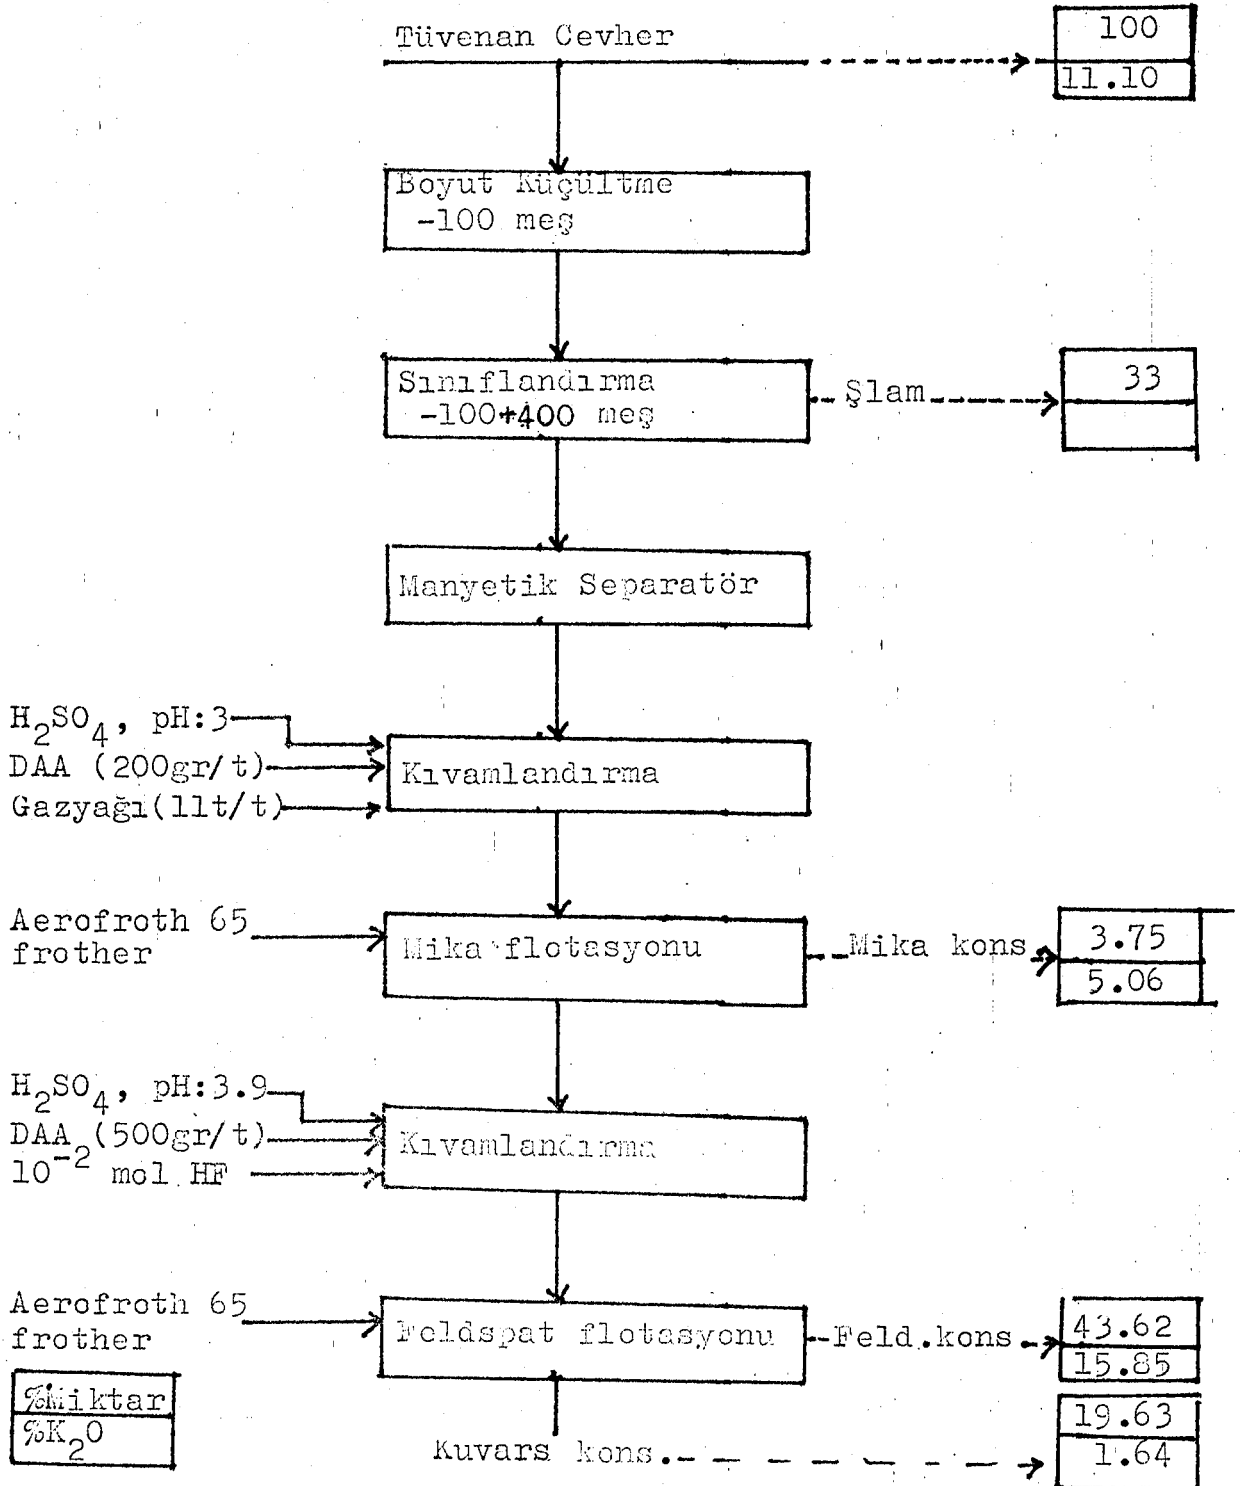 Tüvenan Cevher
100
11.10
Boyut Küçültme
-100 meş
Sınıflandırma
-100+400 meş
Şlam
33
Manyetik Separatör
H₂SO₄, pH:3
DAA (200gr/t)
Gazyağı(1lt/t)
Kıvamlandırma
Aerofroth 65
frother
Mika flotasyonu
Mika kons
3.75
5.06
H₂SO₄, pH:3.9
DAA (500gr/t)
10⁻² mol HF
Kıvamlandırma
Aerofroth 65
frother
Feldspat flotasyonu
Feld.kons
43.62
15.85
%Miktar
%K₂O
Kuvars kons.
19.63
1.64